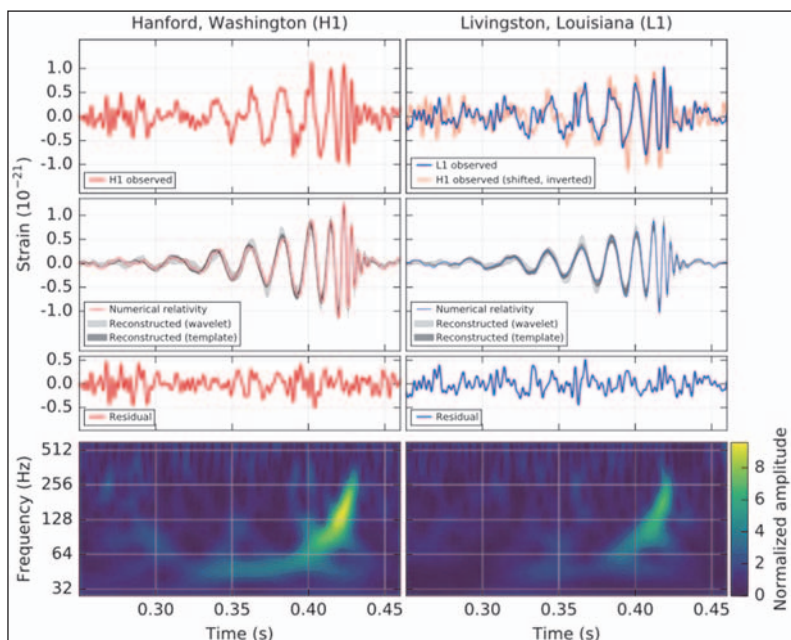 Hanford, Washington (H1)
Livingston, Louisiana (L1)
1.0
0.5
0.0
-0.5
-1.0
H1 observed
L1 observed
H1 observed (shifted, inverted)
Strain (10⁻²¹)
1.0
0.5
0.0
-0.5
-1.0
Numerical relativity
Reconstructed (wavelet)
Reconstructed (template)
Numerical relativity
Reconstructed (wavelet)
Reconstructed (template)
0.5
0.0
-0.5
Residual
Residual
Frequency (Hz)
512
256
128
64
32
0.30
0.35
0.40
0.45
Time (s)
0.30
0.35
0.40
0.45
Time (s)
8
6
4
2
0
Normalized amplitude